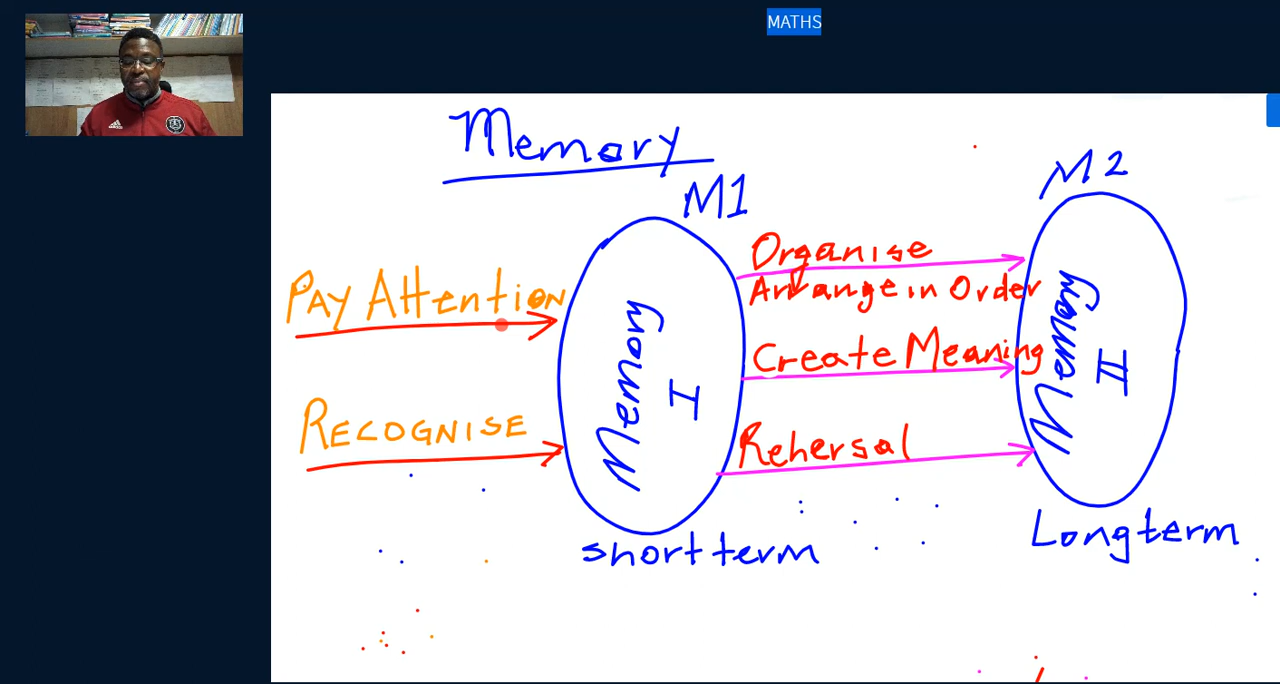 MATHS
Memory
M1
M2
PAY AttentiON
RECOGNISE
Memory
I
Organise
Arrange in Order
Create Meaning
Rehersal
Memory
II
short term
Longterm